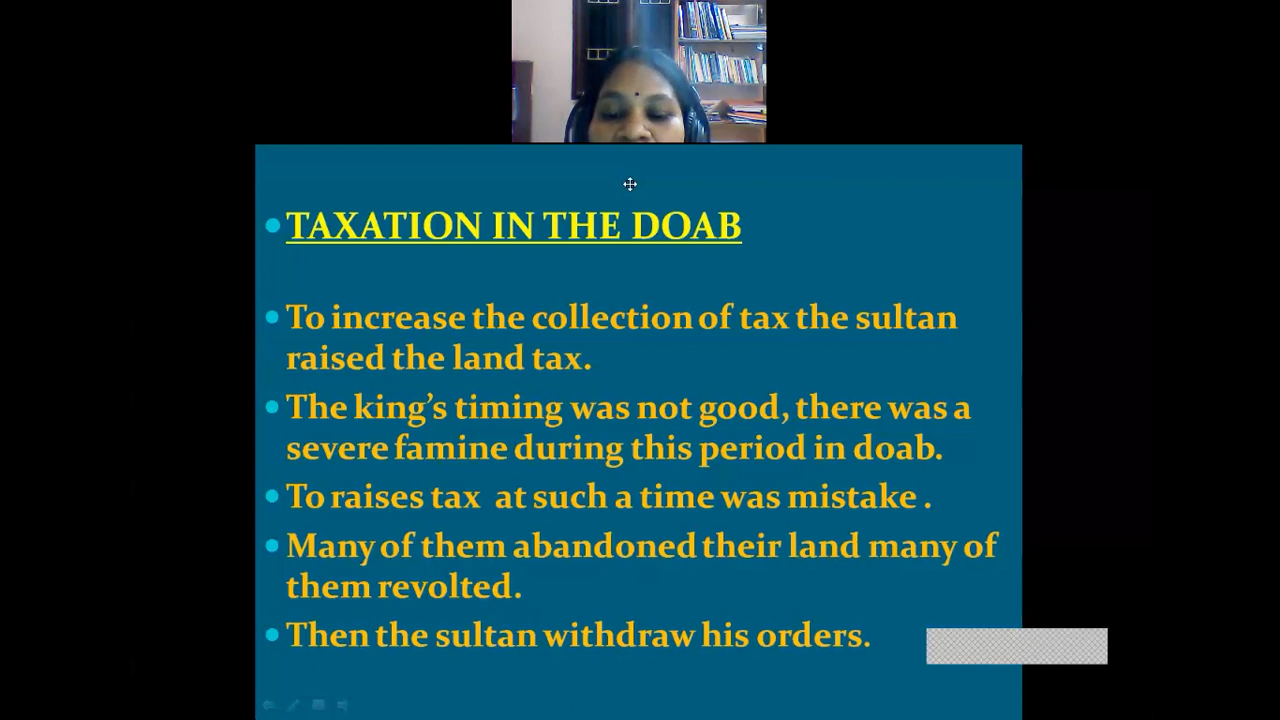 TAXATION IN THE DOAB
To increase the collection of tax the sultan
raised the land tax.
The king's timing was not good, there was a
severe famine during this period in doab.
To raises tax at such a time was mistake .
Many of them abandoned their land many of
them revolted.
Then the sultan withdraw his orders.